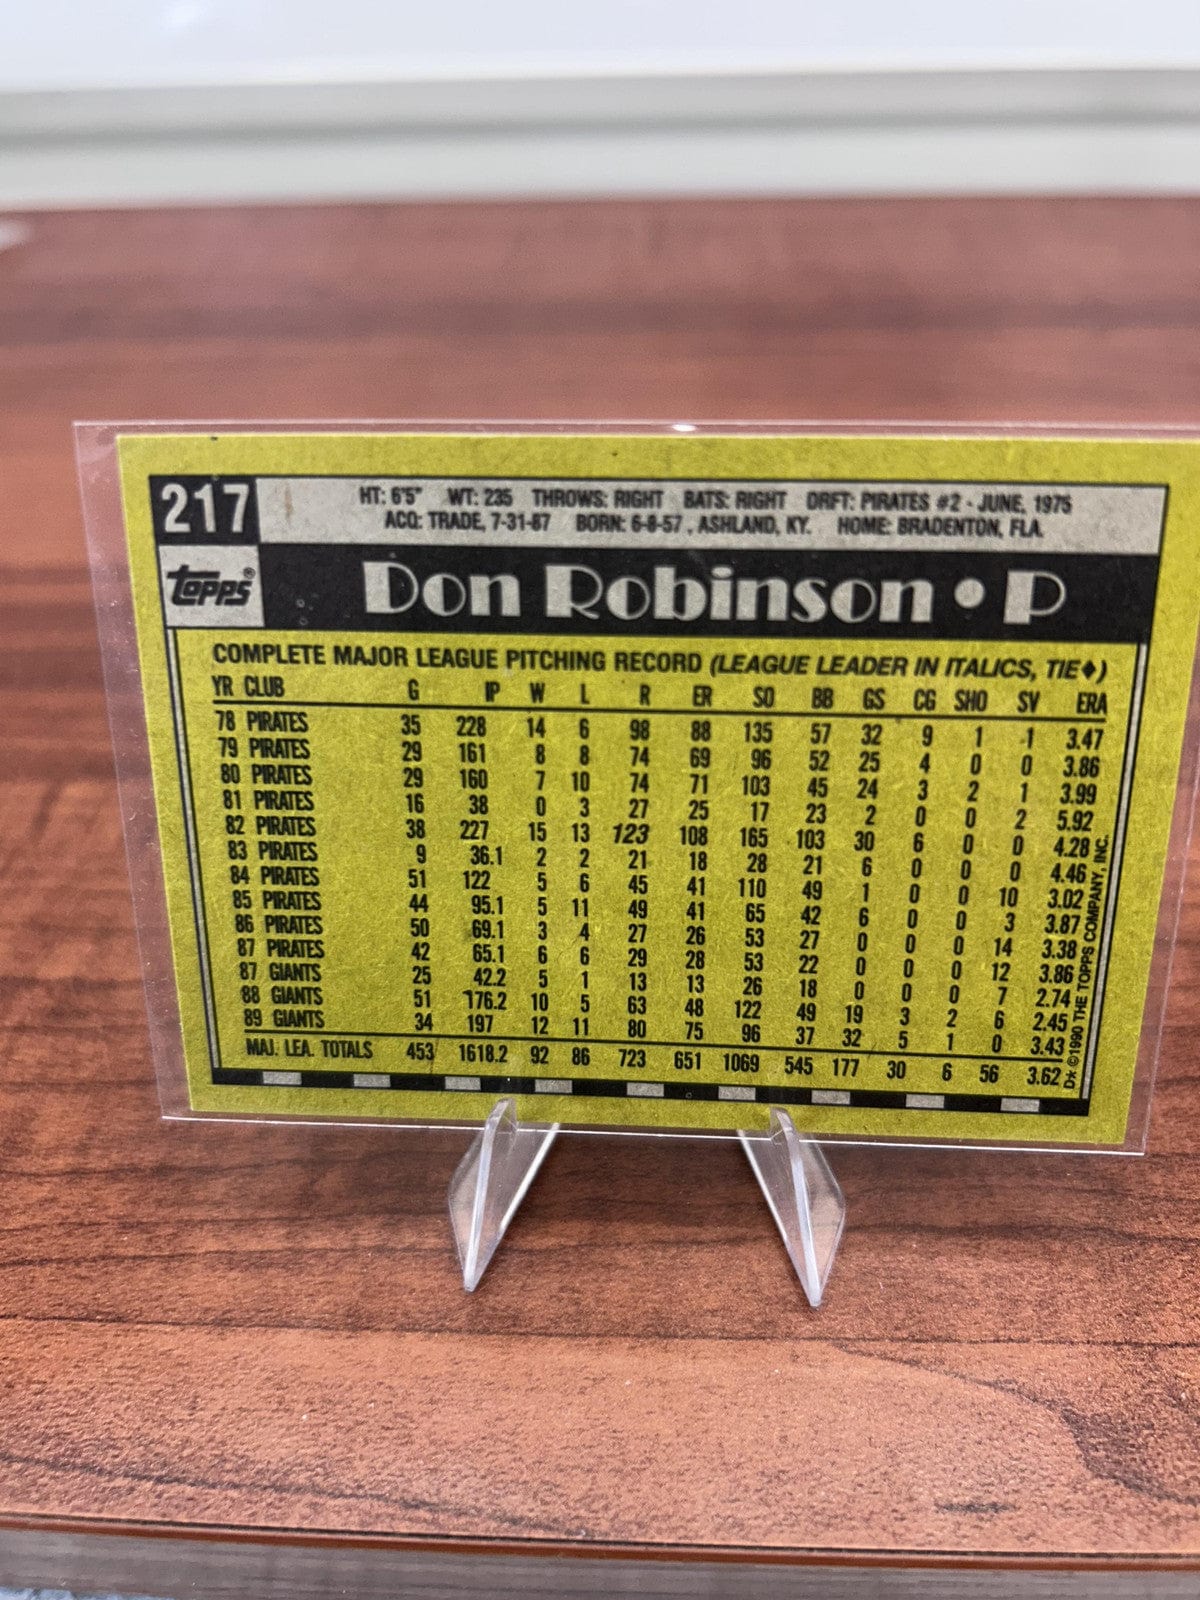 217
HT: 6'5" WT: 235 THROWS: RIGHT BATS: RIGHT DRFT: PIRATES #2 - JUNE, 1975
ACQ: TRADE, 7-31-87 BORN: 6-8-57, ASHLAND, KY. HOME: BRADENTON, FLA.
TOPPS®
Don Robinson • P
COMPLETE MAJOR LEAGUE PITCHING RECORD (LEAGUE LEADER IN ITALICS, TIE♦)
YR CLUB G IP W L R ER SO BB GS CG SHO SV ERA
78 PIRATES 35 228 14 6 98 88 135 57 32 9 1 1 3.47
79 PIRATES 29 161 8 8 74 69 96 52 25 4 0 0 3.86
80 PIRATES 29 160 7 10 74 71 103 45 24 3 2 1 3.99
81 PIRATES 16 38 0 3 27 25 17 23 2 0 0 2 5.92
82 PIRATES 38 227 15 13 123 108 165 103 30 6 0 0 4.28
83 PIRATES 9 36.1 2 2 21 18 28 21 6 0 0 0 4.46
84 PIRATES 51 122 5 6 45 41 110 49 1 0 0 10 3.02
85 PIRATES 44 95.1 5 11 49 41 65 42 6 0 0 3 3.87
86 PIRATES 50 69.1 3 4 27 26 53 27 0 0 0 14 3.38
87 PIRATES 42 65.1 6 6 29 28 53 22 0 0 0 12 3.86
87 GIANTS 25 42.2 5 1 13 13 26 18 0 0 0 7 2.74
88 GIANTS 51 176.2 10 5 63 48 122 49 19 3 2 6 2.45
89 GIANTS 34 197 12 11 80 75 96 37 32 5 1 0 3.43
MAJ. LEA. TOTALS 453 1618.2 92 86 723 651 1069 545 177 30 6 56 3.62
D* ©1990 THE TOPPS COMPANY, INC.